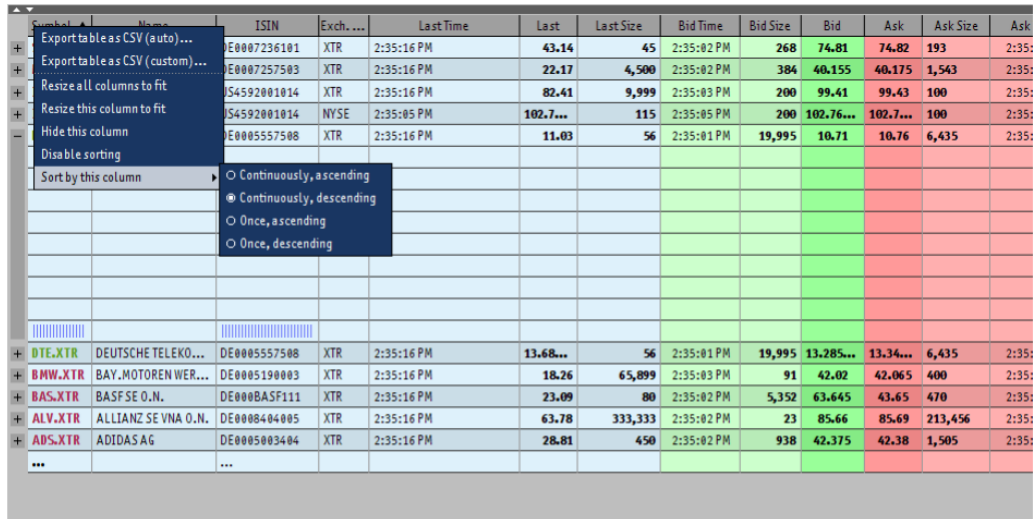 Symbol Name ISIN Exch.... Last Time Last Last Size Bid Time Bid Size Bid Ask Ask Size Ask
Export table as CSV (auto)...
Export table as CSV (custom)...
Resize all columns to fit
Resize this columns to fit
Hide this column
Disable sorting
Sort by this column
Continuously, ascending
Continuously, descending
Once, ascending
Once, descending
+ DE0007236101 XTR 2:35:16 PM 43.14 45 2:35:02 PM 268 74.81 74.82 193 2:35:
+ DE0007257503 XTR 2:35:16 PM 22.17 4,500 2:35:02 PM 384 40.155 40.175 1,543 2:35:
+ JS4592001014 XTR 2:35:16 PM 82.41 9,999 2:35:03 PM 200 99.41 99.43 100 2:35:
+ JS4592001014 NYSE 2:35:05 PM 102.7... 115 2:35:05 PM 200 102.76... 102.7... 100 2:35:
− DE0005557508 XTR 2:35:16 PM 11.03 56 2:35:01 PM 19,995 10.71 10.76 6,435 2:35:
+ DTE.XTR DEUTSCHE TELEKO... DE0005557508 XTR 2:35:16 PM 13.68... 56 2:35:01 PM 19,995 13.285... 13.34... 6,435 2:35:
+ BMW.XTR BAY.MOTOREN WER... DE0005190003 XTR 2:35:16 PM 18.26 65,899 2:35:03 PM 91 42.02 42.065 400 2:35:
+ BAS.XTR BASF SE O.N. DE000BASF111 XTR 2:35:16 PM 23.09 80 2:35:02 PM 5,352 63.645 43.65 470 2:35:
+ ALV.XTR ALLIANZ SE VNA O.N. DE0008404005 XTR 2:35:16 PM 63.78 333,333 2:35:02 PM 23 85.66 85.69 213,456 2:35:
+ ADS.XTR ADIDAS AG DE0005003404 XTR 2:35:16 PM 28.81 450 2:35:02 PM 938 42.375 42.38 1,505 2:35:
... ...